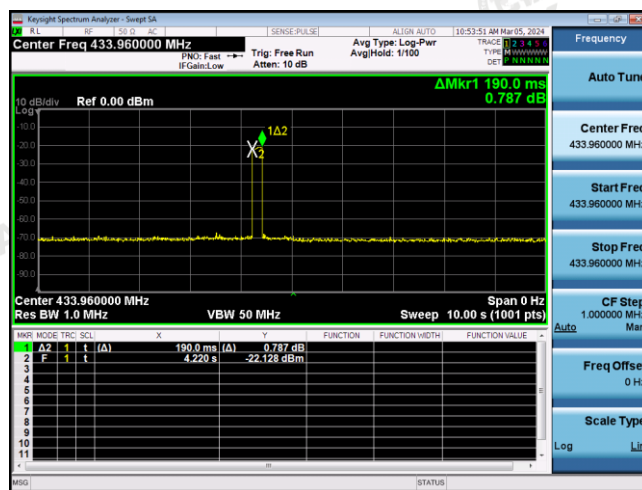 Keysight Spectrum Analyzer - Swept SA
RL RF 50 Ω AC SENSE:PULSE ALIGN AUTO 10:53:51 AM Mar 05, 2024
Center Freq 433.960000 MHz
PNO: Fast
IFGain:Low
Trig: Free Run
Atten: 10 dB
Avg Type: Log-Pwr
Avg|Hold: 1/100
TRACE 1 2 3 4 5 6
TYPE M W W W W W
DET P N N N N N
ΔMkr1 190.0 ms
0.787 dB
10 dB/div Ref 0.00 dBm
Log
1Δ2
-10.0
-20.0
X2
-30.0
-40.0
-50.0
-60.0
-70.0
-80.0
-90.0
Center 433.960000 MHz Span 0 Hz
Res BW 1.0 MHz VBW 50 MHz Sweep 10.00 s (1001 pts)
MKR MODE TRC SCL X Y FUNCTION FUNCTION WIDTH FUNCTION VALUE
1 Δ2 1 t (Δ) 190.0 ms (Δ) 0.787 dB
2 F 1 t 4.220 s -22.128 dBm
3
4
5
6
7
8
9
10
11
MSG STATUS
Frequency
Auto Tune
Center Freq
433.960000 MHz
Start Freq
433.960000 MHz
Stop Freq
433.960000 MHz
CF Step
1.000000 MHz
Auto Man
Freq Offset
0 Hz
Scale Type
Log Lin